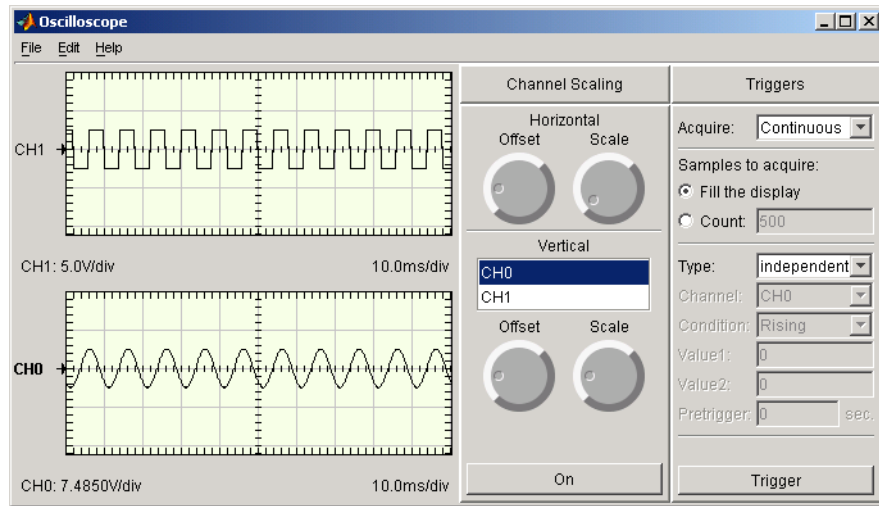 Oscilloscope
File Edit Help
CH1
CH1: 5.0V/div 10.0ms/div
CH0
CH0: 7.4850V/div 10.0ms/div
Channel Scaling
Horizontal
Offset Scale
Vertical
CH0
CH1
Offset Scale
On
Triggers
Acquire: Continuous
Samples to acquire:
Fill the display
Count: 500
Type: independent
Channel: CH0
Condition: Rising
Value1: 0
Value2: 0
Pretrigger: 0 sec.
Trigger